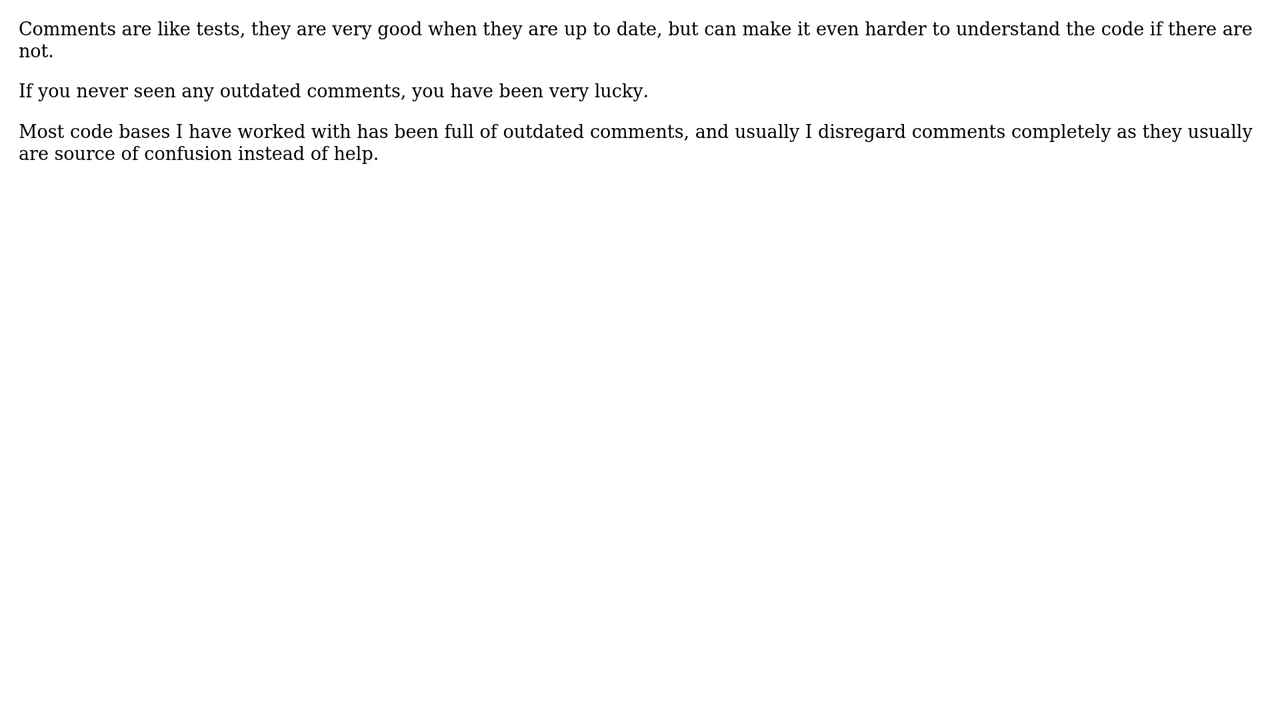 Comments are like tests, they are very good when they are up to date, but can make it even harder to understand the code if there are
not.
If you never seen any outdated comments, you have been very lucky.
Most code bases I have worked with has been full of outdated comments, and usually I disregard comments completely as they usually
are source of confusion instead of help.